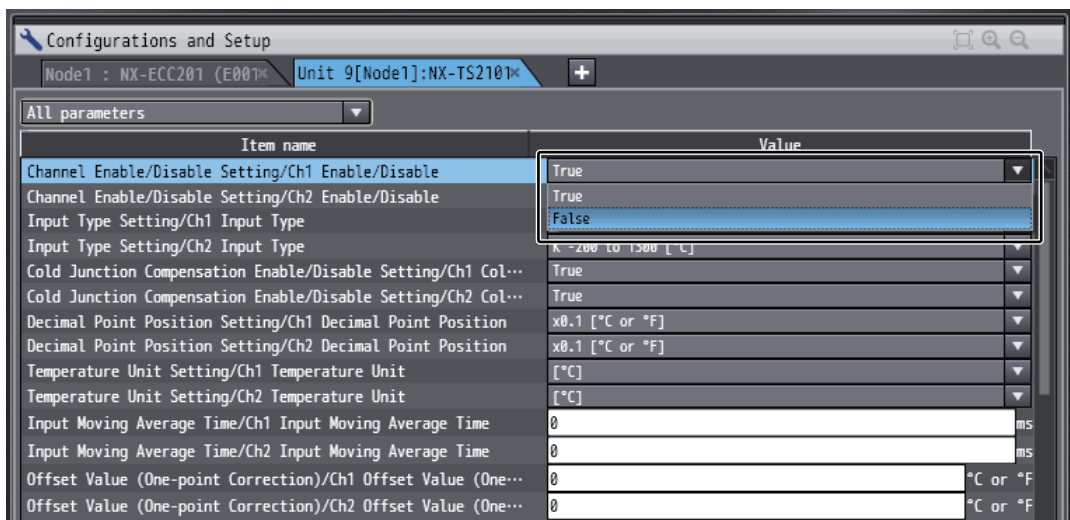 Configurations and Setup
Node1 : NX-ECC201 (E001× Unit 9[Node1]:NX-TS2101× +
All parameters
Item name Value
Channel Enable/Disable Setting/Ch1 Enable/Disable True
Channel Enable/Disable Setting/Ch2 Enable/Disable True
Input Type Setting/Ch1 Input Type False
Input Type Setting/Ch2 Input Type K -200 to 1300 [°C]
Cold Junction Compensation Enable/Disable Setting/Ch1 Col… True
Cold Junction Compensation Enable/Disable Setting/Ch2 Col… True
Decimal Point Position Setting/Ch1 Decimal Point Position x0.1 [°C or °F]
Decimal Point Position Setting/Ch2 Decimal Point Position x0.1 [°C or °F]
Temperature Unit Setting/Ch1 Temperature Unit [°C]
Temperature Unit Setting/Ch2 Temperature Unit [°C]
Input Moving Average Time/Ch1 Input Moving Average Time 0 ms
Input Moving Average Time/Ch2 Input Moving Average Time 0 ms
Offset Value (One-point Correction)/Ch1 Offset Value (One… 0 °C or °F
Offset Value (One-point Correction)/Ch2 Offset Value (One… 0 °C or °F